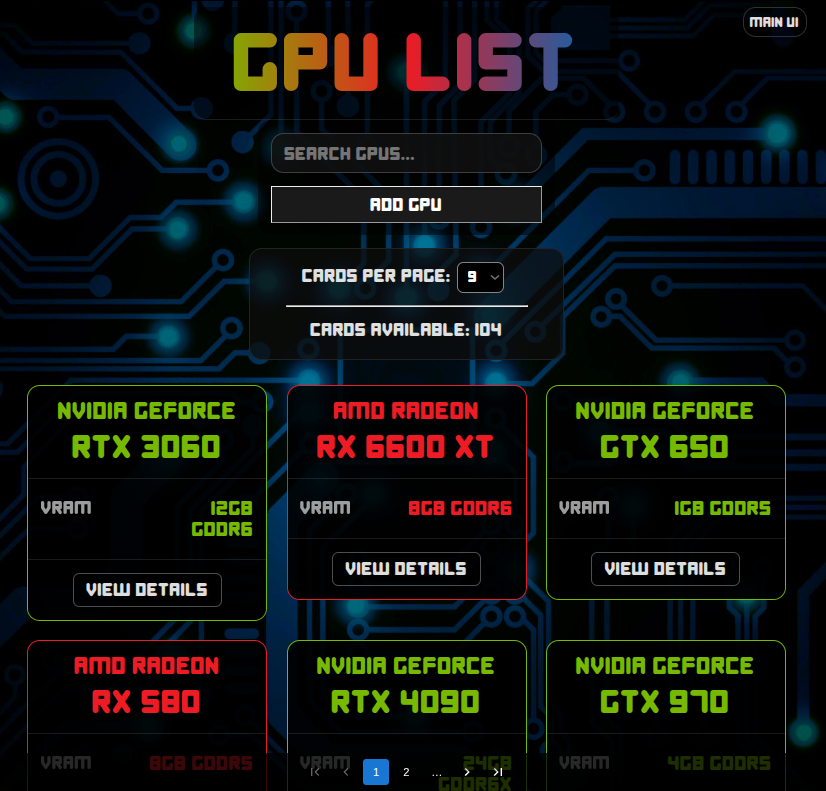 MAIN UI
GPU LIST
SEARCH GPUS...
ADD GPU
CARDS PER PAGE: 9
CARDS AVAILABLE: 104
NVIDIA GEFORCE
RTX 3060
VRAM 12GB
GDDR6
VIEW DETAILS
AMD RADEON
RX 6600 XT
VRAM 8GB GDDR6
VIEW DETAILS
NVIDIA GEFORCE
GTX 650
VRAM 1GB GDDR5
VIEW DETAILS
AMD RADEON
RX 580
VRAM 8GB GDDR5
NVIDIA GEFORCE
RTX 4090
VRAM 24GB
GDDR6X
NVIDIA GEFORCE
GTX 970
VRAM 4GB GDDR5
1 2 ...